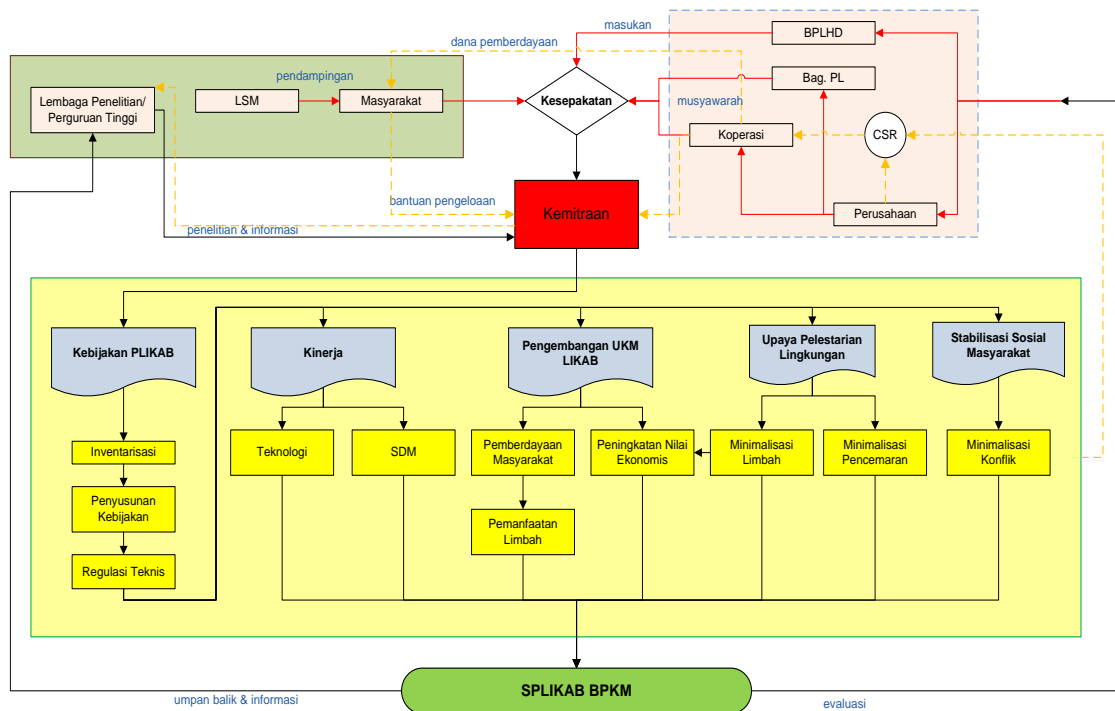 masukan
BPLHD
dana pemberdayaan
pendampingan
Bag. PL
Lembaga Penelitian/
Perguruan Tinggi
LSM
Masyarakat
Kesepakatan
musyawarah
Koperasi
CSR
bantuan pengeloaan
Kemitraan
Perusahaan
penelitian & informasi
Kebijakan PLIKAB
Kinerja
Pengembangan UKM
LIKAB
Upaya Pelestarian
Lingkungan
Stabilisasi Sosial
Masyarakat
Inventarisasi
Teknologi
SDM
Pemberdayaan
Masyarakat
Peningkatan Nilai
Ekonomis
Minimalisasi
Limbah
Minimalisasi
Pencemaran
Minimalisasi
Konflik
Penyusunan
Kebijakan
Pemanfaatan
Limbah
Regulasi Teknis
SPLIKAB BPKM
umpan balik & informasi
evaluasi